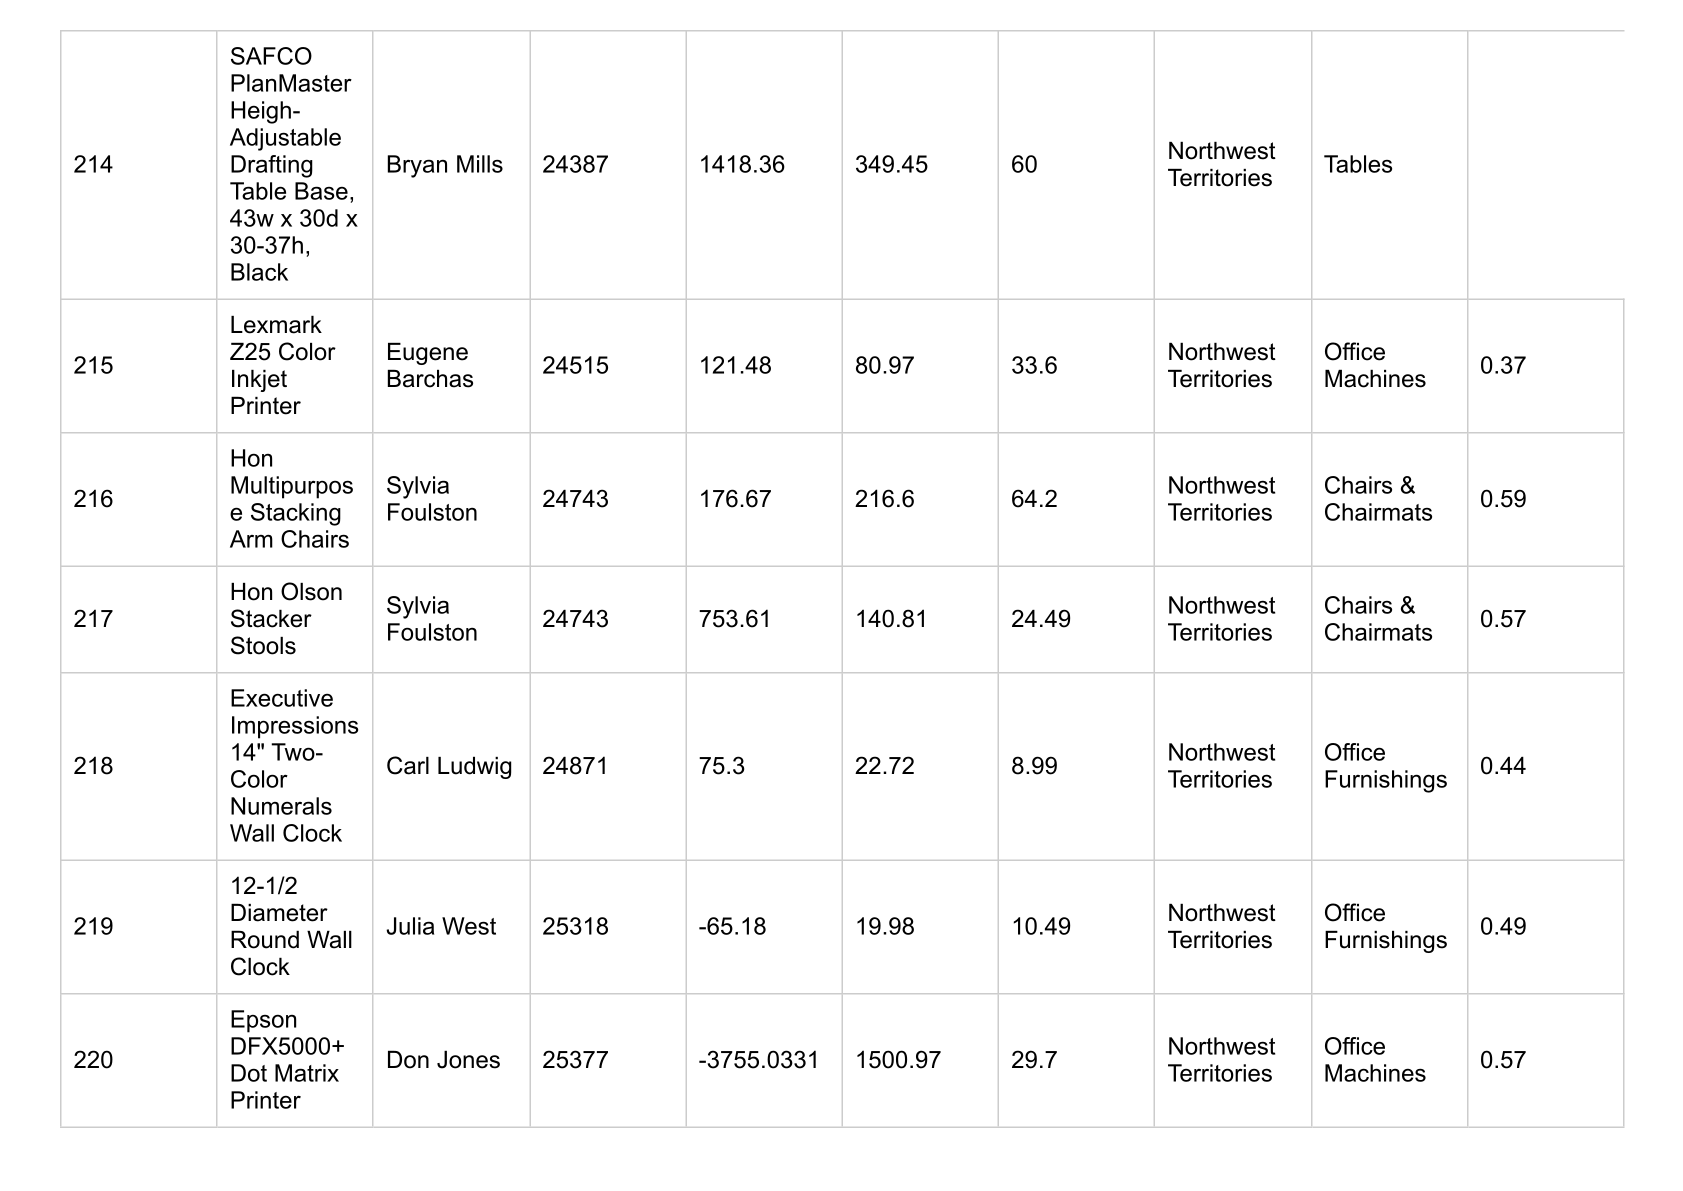 214
SAFCO
PlanMaster
Heigh-
Adjustable
Drafting
Table Base,
43w x 30d x
30-37h,
Black
Bryan Mills
24387
1418.36
349.45
60
Northwest
Territories
Tables
215
Lexmark
Z25 Color
Inkjet
Printer
Eugene
Barchas
24515
121.48
80.97
33.6
Northwest
Territories
Office
Machines
0.37
216
Hon
Multipurpos
e Stacking
Arm Chairs
Sylvia
Foulston
24743
176.67
216.6
64.2
Northwest
Territories
Chairs &
Chairmats
0.59
217
Hon Olson
Stacker
Stools
Sylvia
Foulston
24743
753.61
140.81
24.49
Northwest
Territories
Chairs &
Chairmats
0.57
218
Executive
Impressions
14" Two-
Color
Numerals
Wall Clock
Carl Ludwig
24871
75.3
22.72
8.99
Northwest
Territories
Office
Furnishings
0.44
219
12-1/2
Diameter
Round Wall
Clock
Julia West
25318
-65.18
19.98
10.49
Northwest
Territories
Office
Furnishings
0.49
220
Epson
DFX5000+
Dot Matrix
Printer
Don Jones
25377
-3755.0331
1500.97
29.7
Northwest
Territories
Office
Machines
0.57